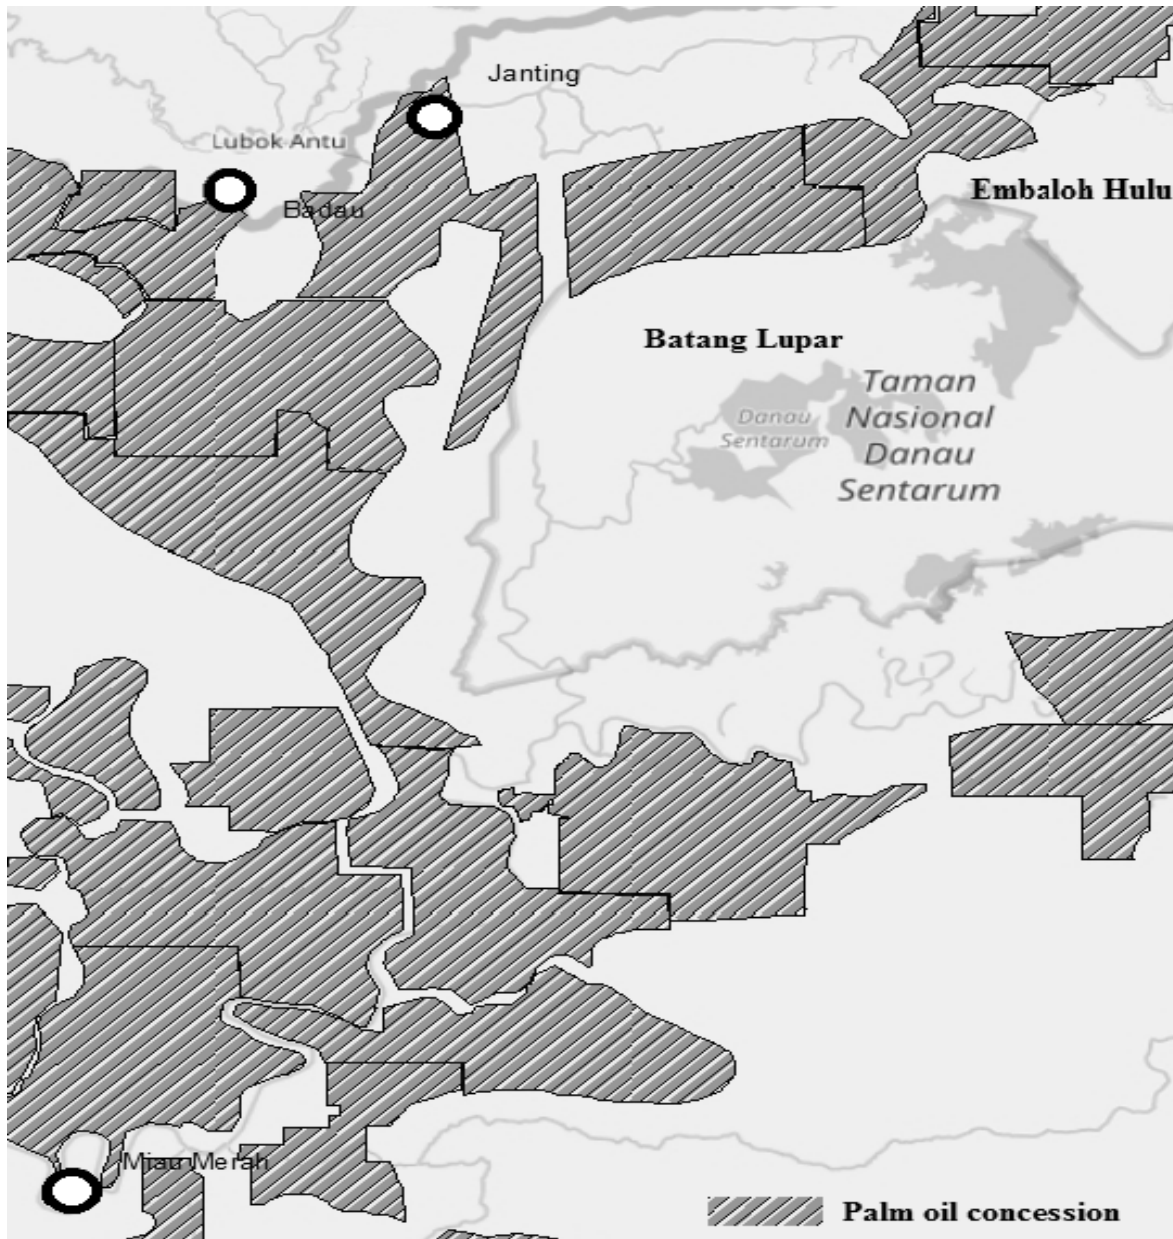 Janting
Lubok Antu
Badau
Embaloh Hulu
Batang Lupar
Taman
Nasional
Danau
Sentarum
Danau
Sentarum
Miau Merah
Palm oil concession